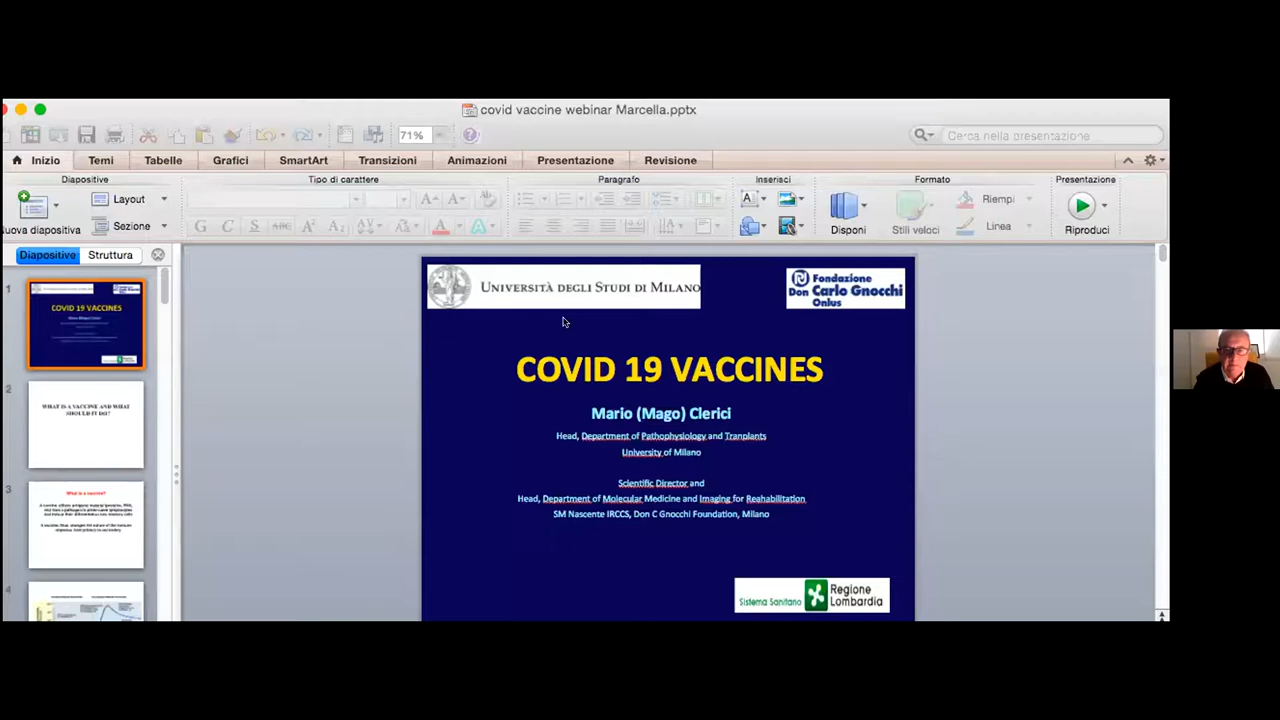 covid vaccine webinar Marcella.pptx
71%
Cerca nella presentazione
Inizio
Temi
Tabelle
Grafici
SmartArt
Transizioni
Animazioni
Presentazione
Revisione
Diapositive
Tipo di carattere
Paragrafo
Inserisci
Formato
Presentazione
Layout
Sezione
uova diapositiva
G C S ABC A² A₂
Disponi
Stili veloci
Riempi
Linea
Riproduci
Diapositive
Struttura
1
COVID 19 VACCINES
2
WHAT IS A VACCINE AND WHAT
SHOULD IT DO?
3
What is a vaccine?
4
UNIVERSITÀ DEGLI STUDI DI MILANO
Fondazione
Don Carlo Gnocchi
Onlus
COVID 19 VACCINES
Mario (Mago) Clerici
Head, Department of Pathophysiology and Tranplants
University of Milano
Scientific Director and
Head, Department of Molecular Medicine and Imaging for Reahabilitation
SM Nascente IRCCS, Don C Gnocchi Foundation, Milano
Sistema Sanitario
Regione
Lombardia